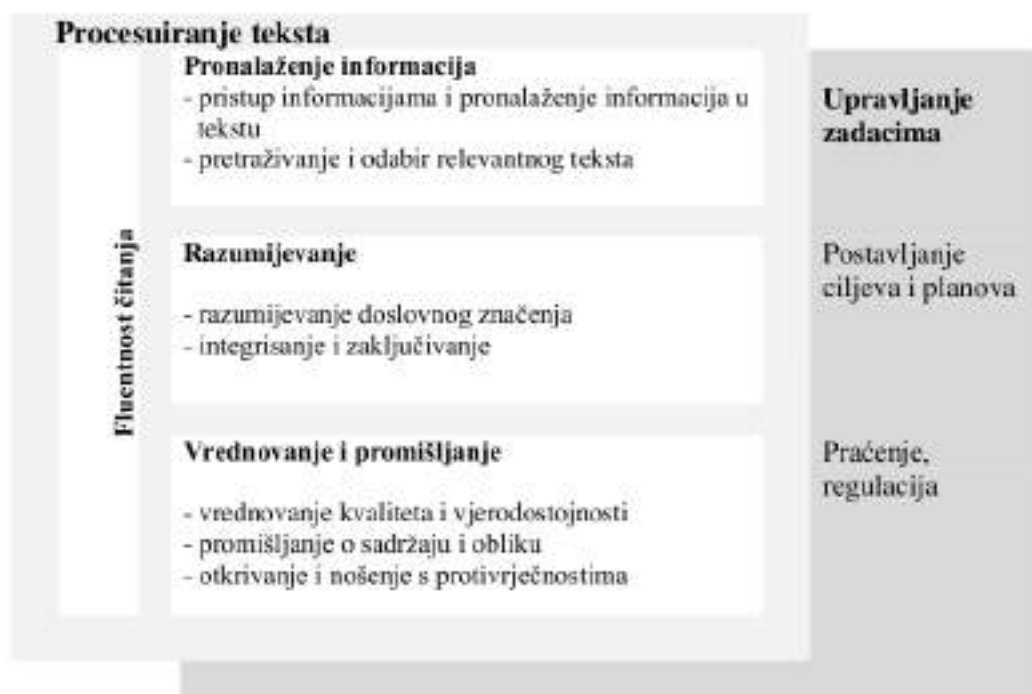 Procesuiranje teksta
Fluentnost čitanja
Pronalaženje informacija
- pristup informacijama i pronalaženje informacija u
tekstu
- pretraživanje i odabir relevantnog teksta
Razumijevanje
- razumijevanje doslovnog značenja
- integrisanje i zaključivanje
Vrednovanje i promišljanje
- vrednovanje kvaliteta i vjerodostojnosti
- promišljanje o sadržaju i obliku
- otkrivanje i nošenje s protivrječnostima
Upravljanje
zadacima
Postavljanje
ciljeva i planova
Praćenje,
regulacija